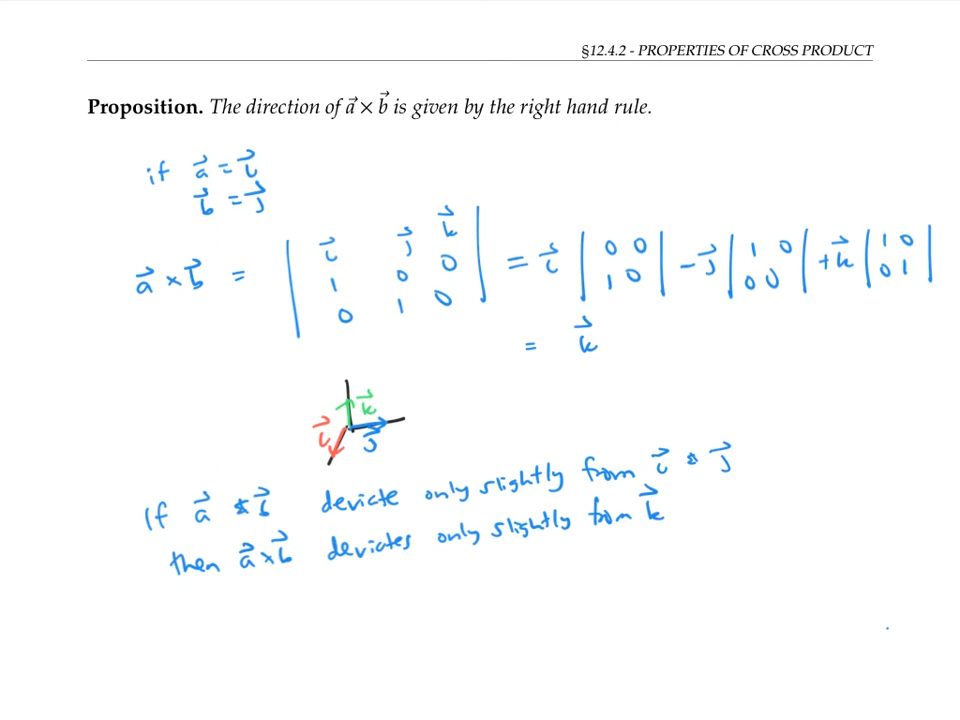 §12.4.2 - PROPERTIES OF CROSS PRODUCT
Proposition. The direction of a⃗ × b⃗ is given by the right hand rule.
if a⃗ = i⃗
b⃗ = j⃗
a⃗ × b⃗ = | i⃗ j⃗ k⃗ | = i⃗ | 0 0 | − j⃗ | 1 0 | + k⃗ | 1 0 |
| 1 0 0 | | 1 0 | | 0 0 | | 0 1 |
| 0 1 0 |
= k⃗
k⃗
i⃗ j⃗
If a⃗ & b⃗ deviate only slightly from i⃗ & j⃗
then a⃗ × b⃗ deviates only slightly from k⃗